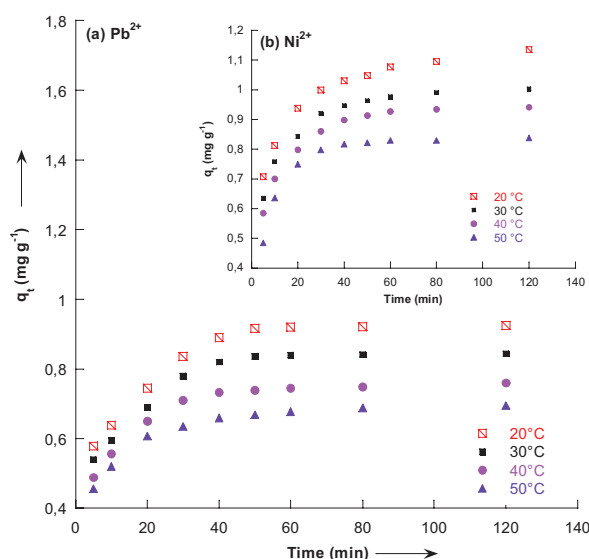 (a) Pb²⁺
(b) Ni²⁺
q_t (mg g⁻¹)
1,8
1,6
1,4
1,2
1
0,8
0,6
0,4
0 20 40 60 80 100 120 140
Time (min)
20°C
30°C
40°C
50°C
q_t (mg g⁻¹)
1,2
1,1
1
0,9
0,8
0,7
0,6
0,5
0,4
0 20 40 60 80 100 120 140
Time (min)
20 °C
30 °C
40 °C
50 °C